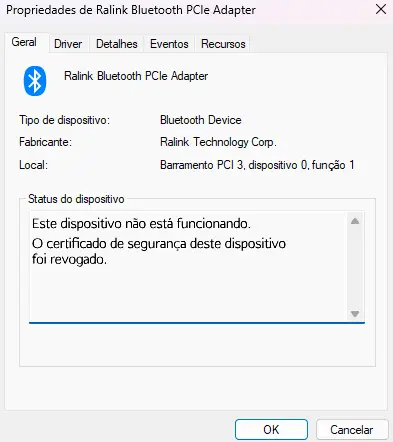 Propriedades de Ralink Bluetooth PCIe Adapter
Geral Driver Detalhes Eventos Recursos
Ralink Bluetooth PCIe Adapter
Tipo de dispositivo: Bluetooth Device
Fabricante: Ralink Technology Corp.
Local: Barramento PCI 3, dispositivo 0, função 1
Status do dispositivo
Este dispositivo não está funcionando.
O certificado de segurança deste dispositivo
foi revogado.
OK Cancelar